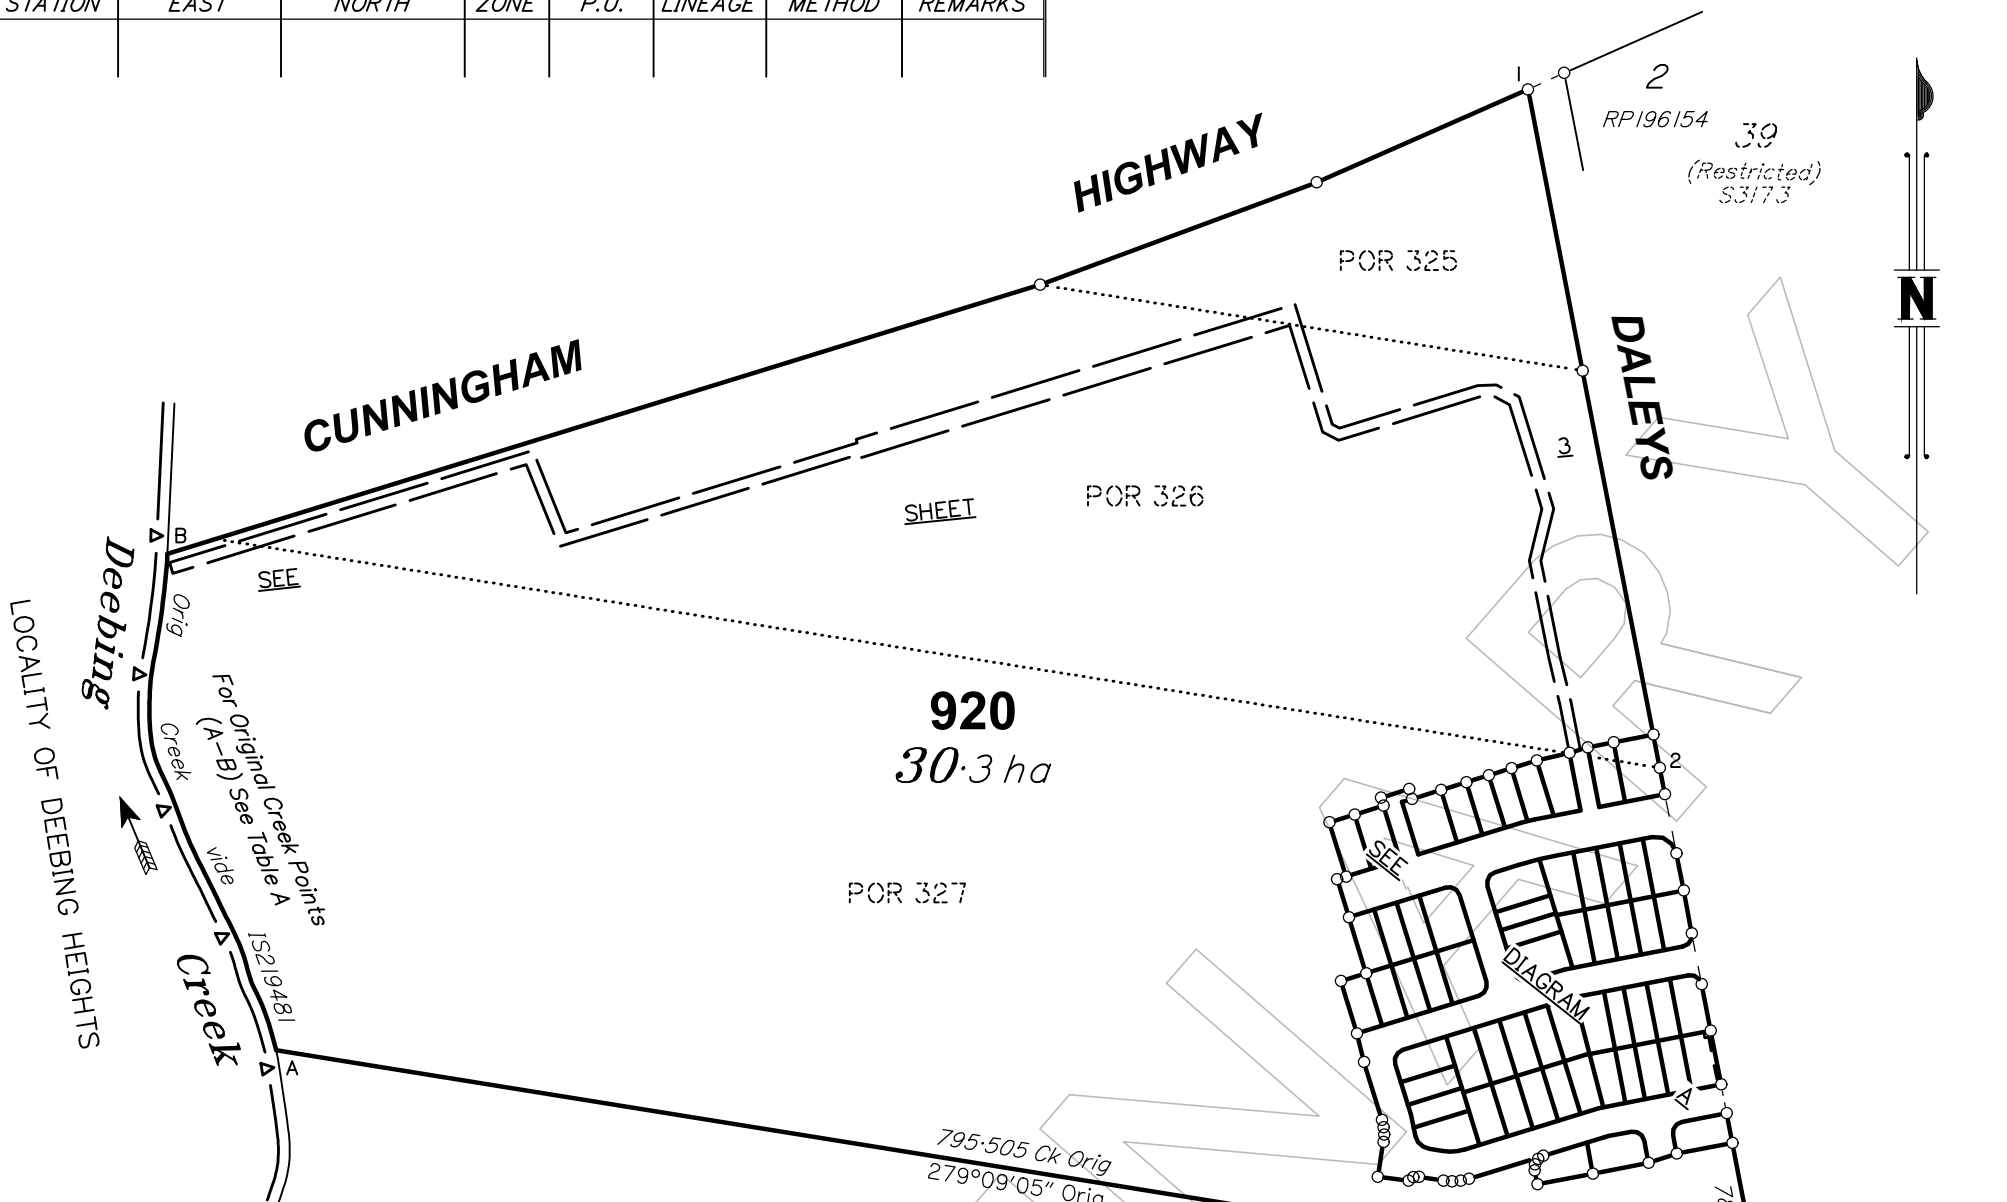 STATION EAST NORTH ZONE P.U. LINEAGE METHOD REMARKS
1
2
RP196154
39
(Restricted)
S3173
HIGHWAY
POR 325
N
CUNNINGHAM
DALEYS
3
POR 326
SHEET
B
SEE
Deebing
Orig
LOCALITY OF DEEBING HEIGHTS
For Original Creek Points
(A-B) See Table A
920
30·3 ha
Creek
2
vide
SEE
POR 327
IS219481
Creek
DIAGRAM
A
A
795·505 Ck Orig
279°09'05" Orig